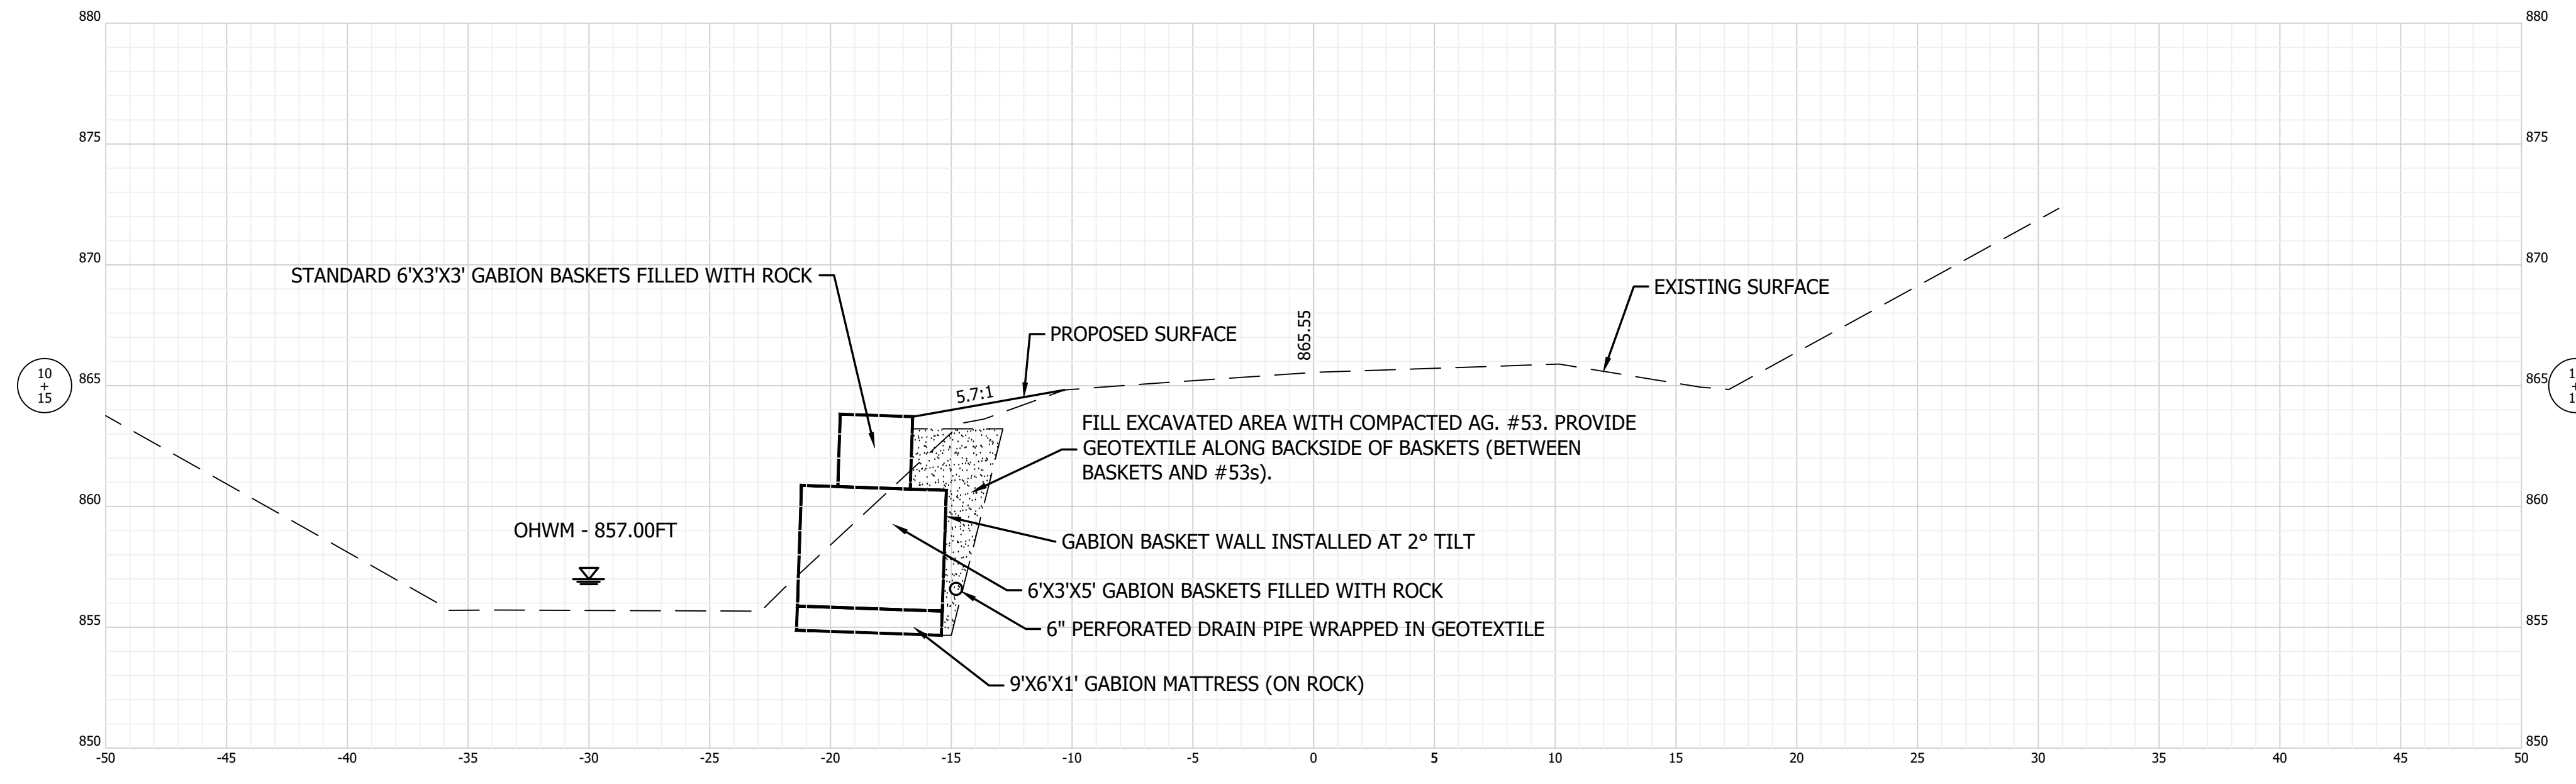 880
880
875
875
870
870
STANDARD 6'X3'X3' GABION BASKETS FILLED WITH ROCK
EXISTING SURFACE
865.55
PROPOSED SURFACE
10
+
15
865
865
5.7:1
FILL EXCAVATED AREA WITH COMPACTED AG. #53. PROVIDE
GEOTEXTILE ALONG BACKSIDE OF BASKETS (BETWEEN
BASKETS AND #53s).
860
860
OHWM - 857.00FT
GABION BASKET WALL INSTALLED AT 2° TILT
6'X3'X5' GABION BASKETS FILLED WITH ROCK
855
855
6" PERFORATED DRAIN PIPE WRAPPED IN GEOTEXTILE
9'X6'X1' GABION MATTRESS (ON ROCK)
850
850
-50 -45 -40 -35 -30 -25 -20 -15 -10 -5 0 5 10 15 20 25 30 35 40 45 50